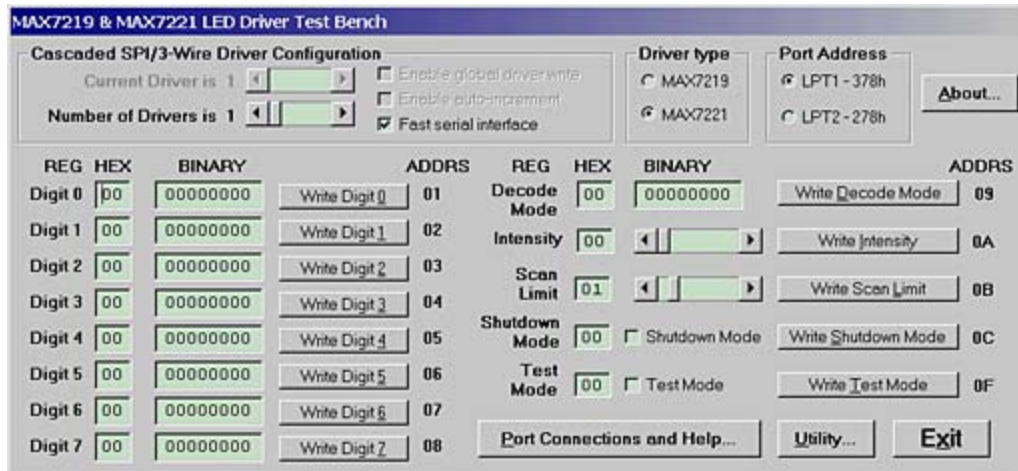 MAX7219 & MAX7221 LED Driver Test Bench
Cascaded SPI/3-Wire Driver Configuration
Current Driver is 1
Enable global driver write
Enable auto-increment
Number of Drivers is 1
Fast serial interface
Driver type
MAX7219
MAX7221
Port Address
LPT1 - 378h
LPT2 - 278h
About...
REG HEX BINARY ADDRS
Digit 0 00 00000000 Write Digit 0 01
Digit 1 00 00000000 Write Digit 1 02
Digit 2 00 00000000 Write Digit 2 03
Digit 3 00 00000000 Write Digit 3 04
Digit 4 00 00000000 Write Digit 4 05
Digit 5 00 00000000 Write Digit 5 06
Digit 6 00 00000000 Write Digit 6 07
Digit 7 00 00000000 Write Digit 7 08
REG HEX BINARY ADDRS
Decode Mode 00 00000000 Write Decode Mode 09
Intensity 00 Write Intensity 0A
Scan Limit 01 Write Scan Limit 0B
Shutdown Mode 00 Shutdown Mode Write Shutdown Mode 0C
Test Mode 00 Test Mode Write Test Mode 0F
Port Connections and Help... Utility... Exit